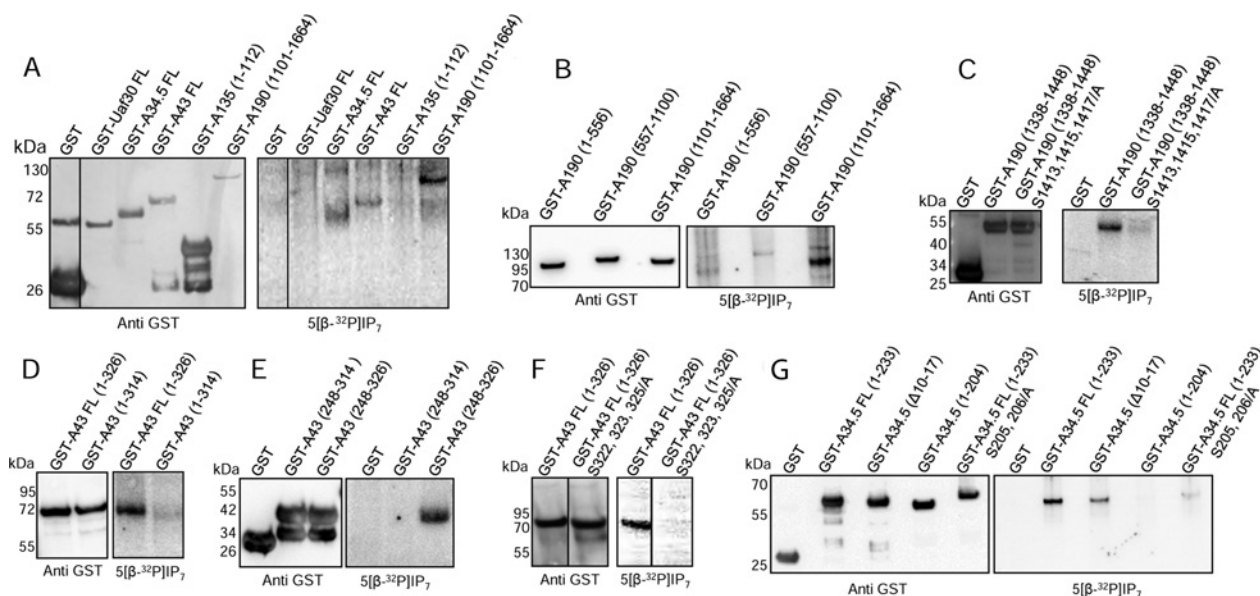 A
GST
GST-Uaf30 FL
GST-A34.5 FL
GST-A43 FL
GST-A135 (1-112)
GST-A190 (1101-1664)
GST
GST-Uaf30 FL
GST-A34.5 FL
GST-A43 FL
GST-A135 (1-112)
GST-A190 (1101-1664)
kDa
130
72
55
26
Anti GST
5[β-³²P]IP₇
B
GST-A190 (1-556)
GST-A190 (557-1100)
GST-A190 (1101-1664)
GST-A190 (1-556)
GST-A190 (557-1100)
GST-A190 (1101-1664)
kDa
130
95
70
Anti GST
5[β-³²P]IP₇
C
GST
GST-A190 (1338-1448)
GST-A190 (1338-1448)
S1413,1415,1417/A
GST
GST-A190 (1338-1448)
GST-A190 (1338-1448)
S1413,1415,1417/A
kDa
55
40
34
25
Anti GST
5[β-³²P]IP₇
D
GST-A43 FL (1-326)
GST-A43 (1-314)
GST-A43 FL (1-326)
GST-A43 (1-314)
kDa
95
72
55
Anti GST
5[β-³²P]IP₇
E
GST
GST-A43 (248-314)
GST-A43 (248-326)
GST
GST-A43 (248-314)
GST-A43 (248-326)
kDa
55
42
34
26
Anti GST
5[β-³²P]IP₇
F
GST-A43 FL (1-326)
GST-A43 FL (1-326)
S322, 323, 325/A
GST-A43 FL (1-326)
GST-A43 FL (1-326)
S322, 323, 325/A
kDa
95
70
55
Anti GST
5[β-³²P]IP₇
G
GST
GST-A34.5 FL (1-233)
GST-A34.5 (Δ10-17)
GST-A34.5 (1-204)
GST-A34.5 FL (1-233)
S205, 206/A
GST
GST-A34.5 FL (1-233)
GST-A34.5 (Δ10-17)
GST-A34.5 (1-204)
GST-A34.5 FL (1-233)
S205, 206/A
kDa
70
55
25
Anti GST
5[β-³²P]IP₇